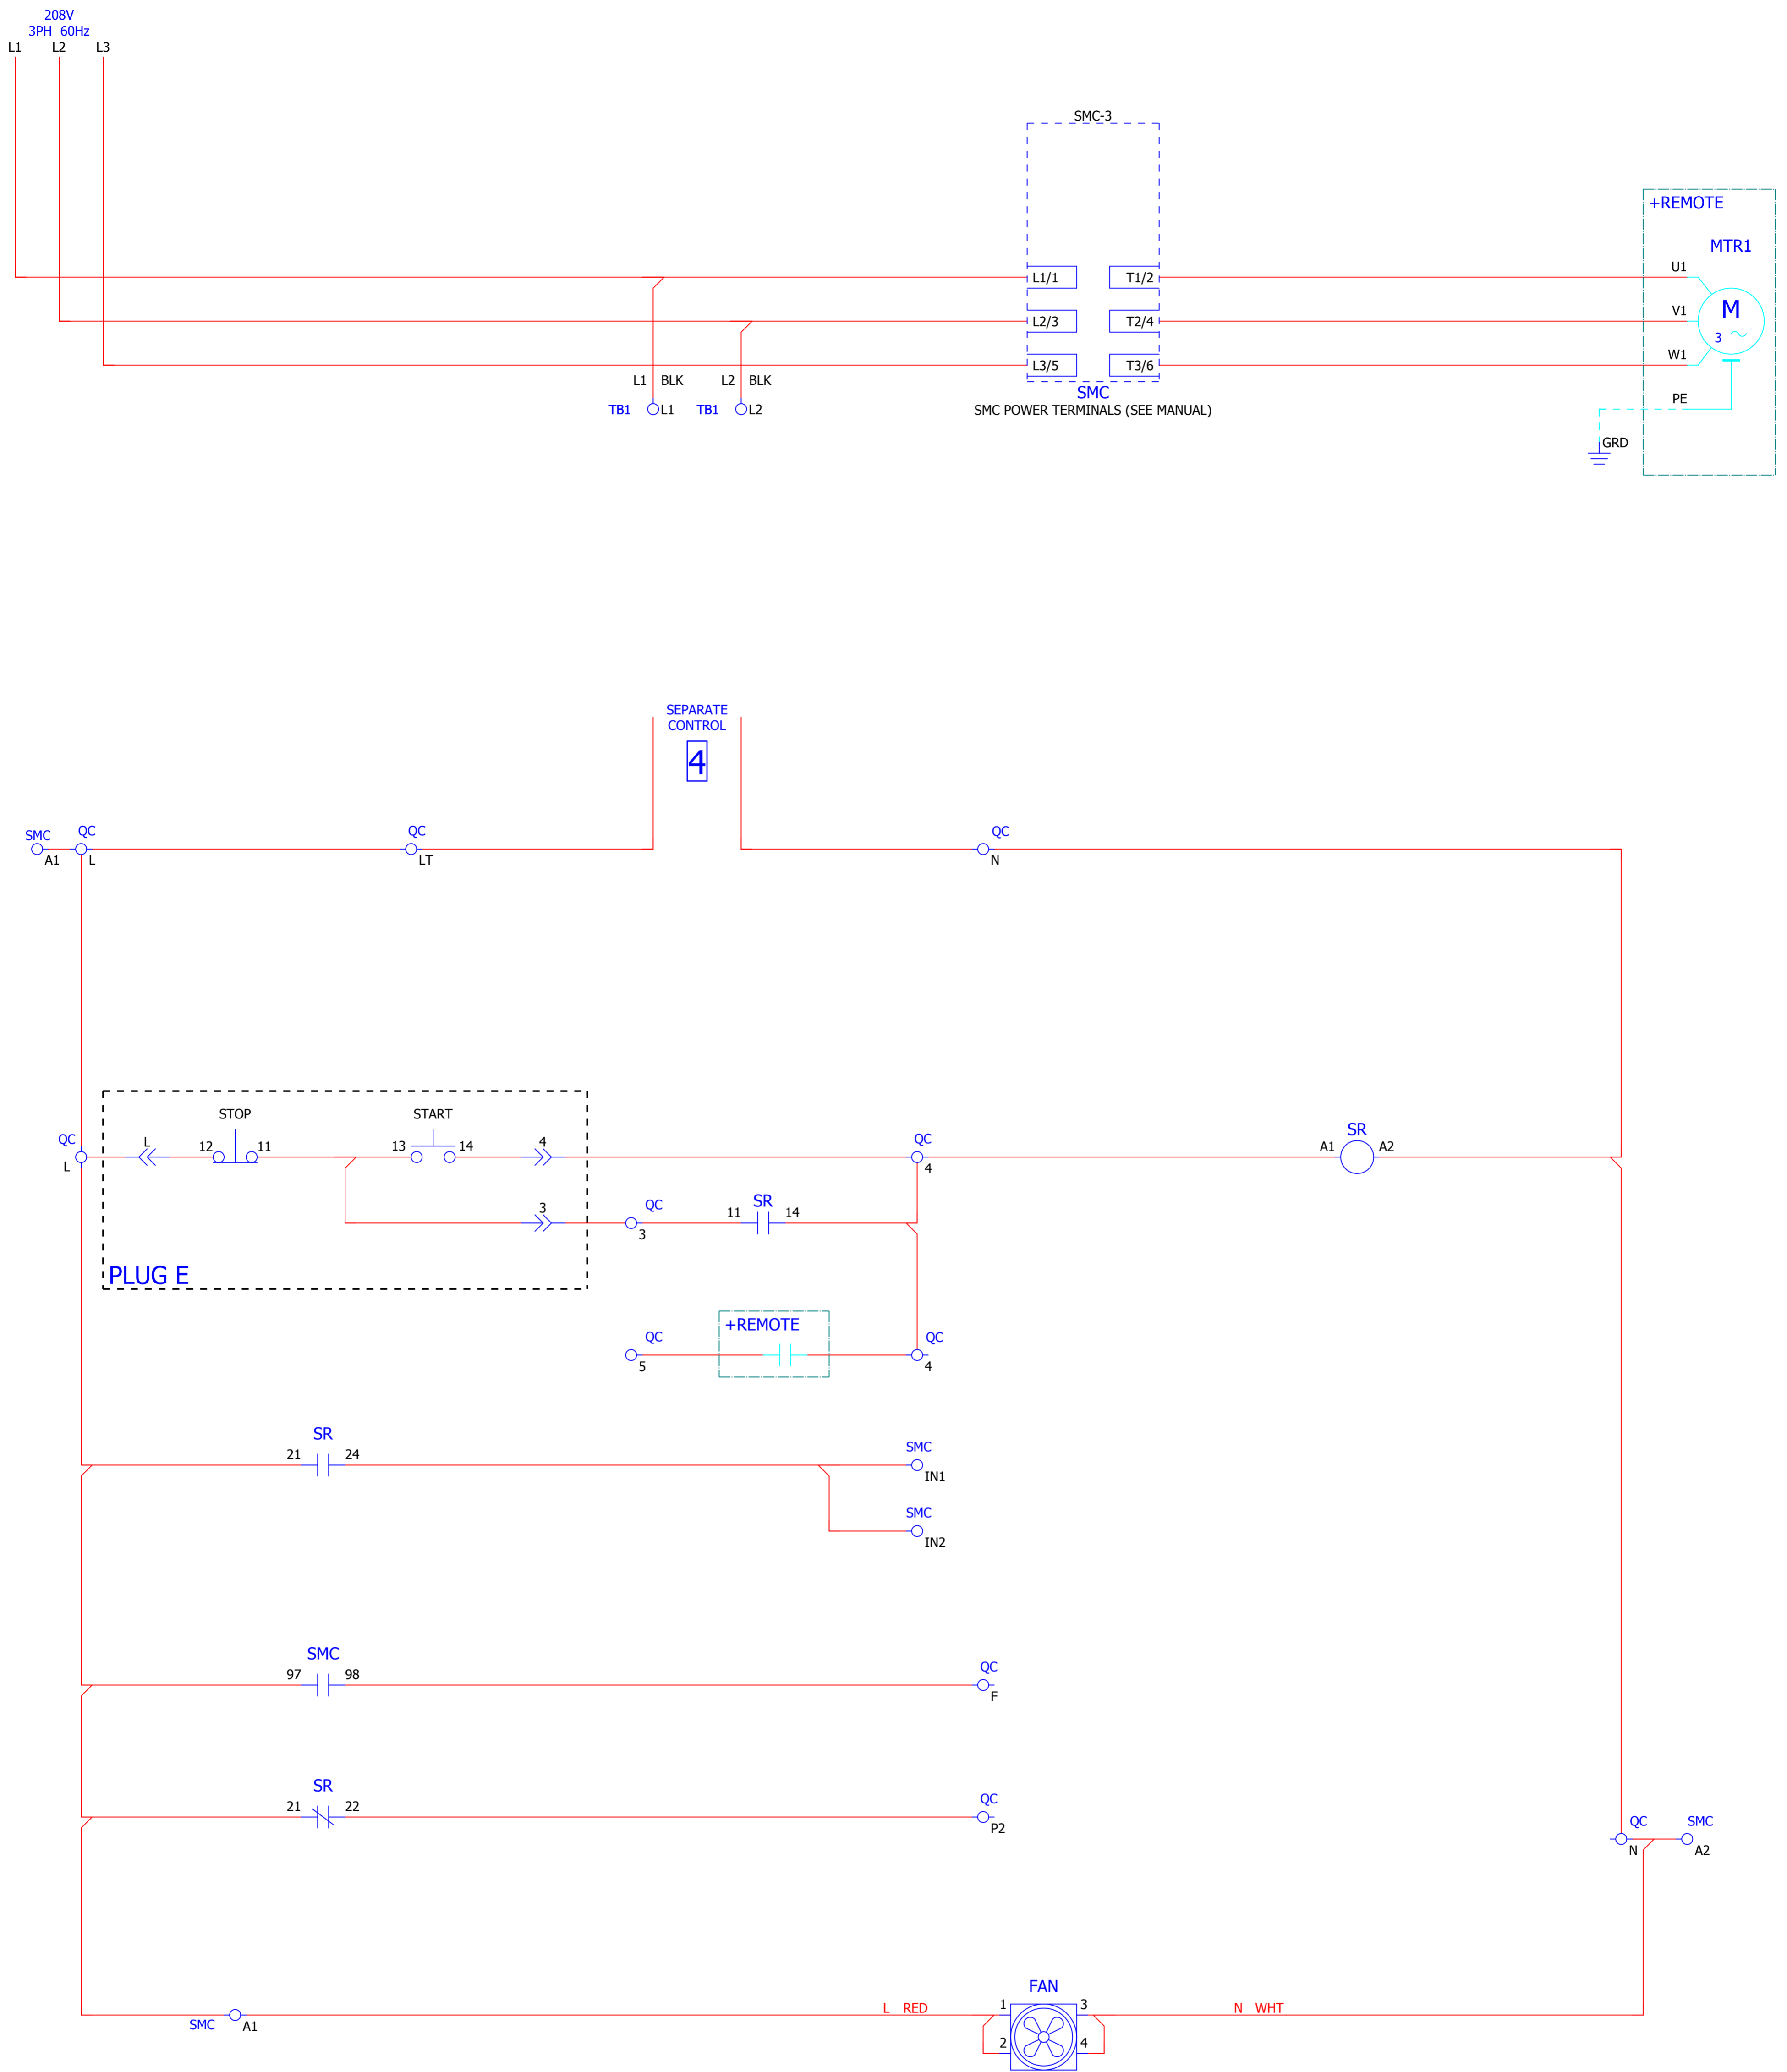 208V
3PH 60Hz
L1 L2 L3
SMC-3
+REMOTE
MTR1
L1/1 T1/2 U1
L2/3 T2/4 V1
M
3
L3/5 T3/6 W1
L1 BLK L2 BLK
SMC
TB1 L1 TB1 L2
SMC POWER TERMINALS (SEE MANUAL)
PE
GRD
SEPARATE
CONTROL
4
SMC QC QC QC
A1 L LT N
STOP START
QC L 12 11 13 14 4 QC SR
A1 A2
L 4
3 QC 11 SR 14
3
PLUG E
+REMOTE
QC QC
5 4
SR
21 24 SMC
IN1
SMC
IN2
SMC
97 98 QC
F
SR
21 22 QC
P2
QC SMC
N A2
FAN
L RED 1 3 N WHT
SMC A1
2 4